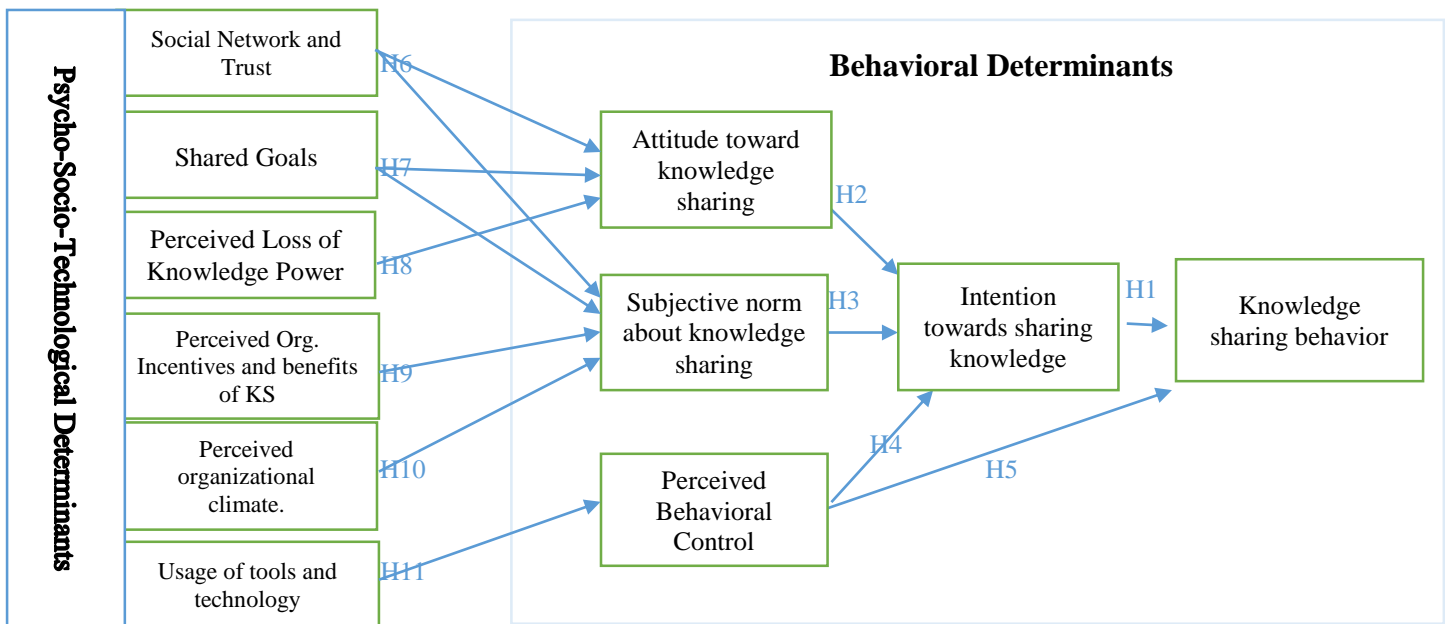 Psycho-Socio-Technological Determinants
Social Network and
Trust
Shared Goals
Perceived Loss of
Knowledge Power
Perceived Org.
Incentives and benefits
of KS
Perceived
organizational
climate.
Usage of tools and
technology
H6
H7
H8
H9
H10
H11
Behavioral Determinants
Attitude toward
knowledge
sharing
Subjective norm
about knowledge
sharing
Perceived
Behavioral
Control
H2
H3
H4
H5
Intention
towards sharing
knowledge
H1
Knowledge
sharing behavior